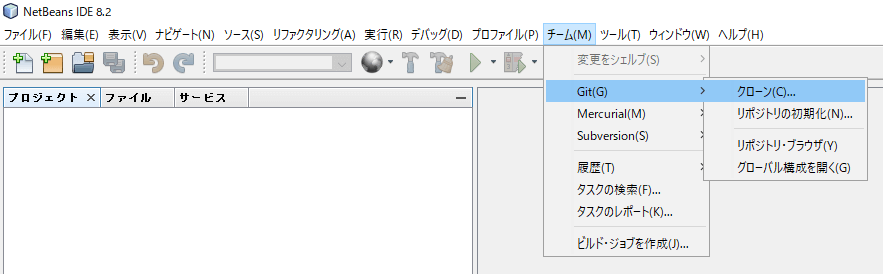 NetBeans IDE 8.2
ファイル(F) 編集(E) 表示(V) ナビゲート(N) ソース(S) リファクタリング(A) 実行(R) デバッグ(D) プロファイル(P) チーム(M) ツール(T) ウィンドウ(W) ヘルプ(H)
変更をシェルブ(S)
プロジェクト × ファイル サービス
Git(G)
Mercurial(M)
Subversion(S)
履歴(T)
タスクの検索(F)...
タスクのレポート(K)...
ビルド・ジョブを作成(J)...
クローン(C)...
リポジトリの初期化(N)...
リポジトリ・ブラウザ(Y)
グローバル構成を開く(G)